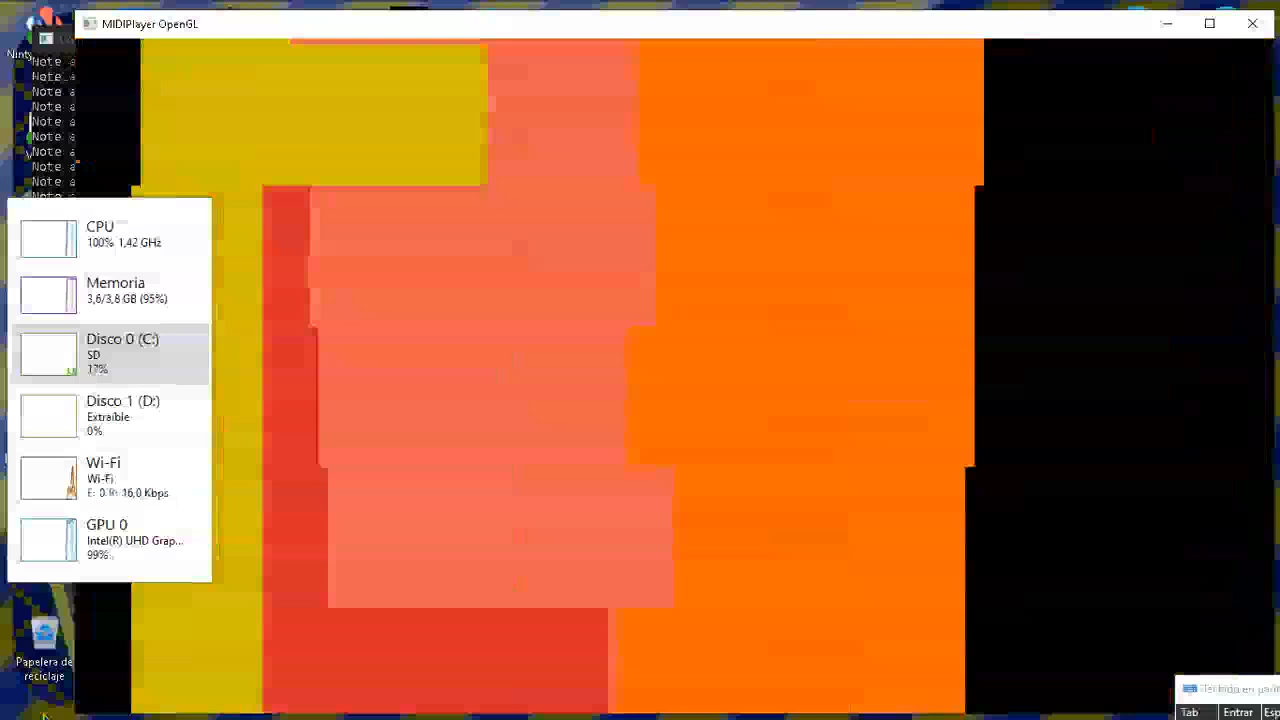 MIDIPlayer OpenGL
Note a
Note a
Note a
Note a
Note a
Note a
Note a
Note a
Note a
CPU
100% 1,42 GHz
Memoria
3,6/3,8 GB (95%)
Disco 0 (C:)
SD
17%
Disco 1 (D:)
Extraíble
0%
Wi-Fi
Wi-Fi
E: 0 R: 16,0 Kbps
GPU 0
Intel(R) UHD Grap...
99%
Papelera de
reciclaje
Tab Entrar Esp